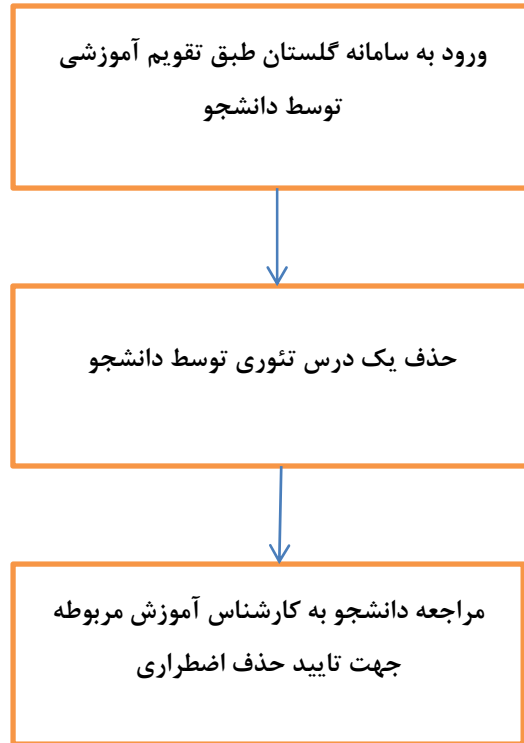 ورود به سامانه گلستان طبق تقویم آموزشی
توسط دانشجو
حذف یک درس تئوری توسط دانشجو
مراجعه دانشجو به کارشناس آموزش مربوطه
جهت تایید حذف اضطراری